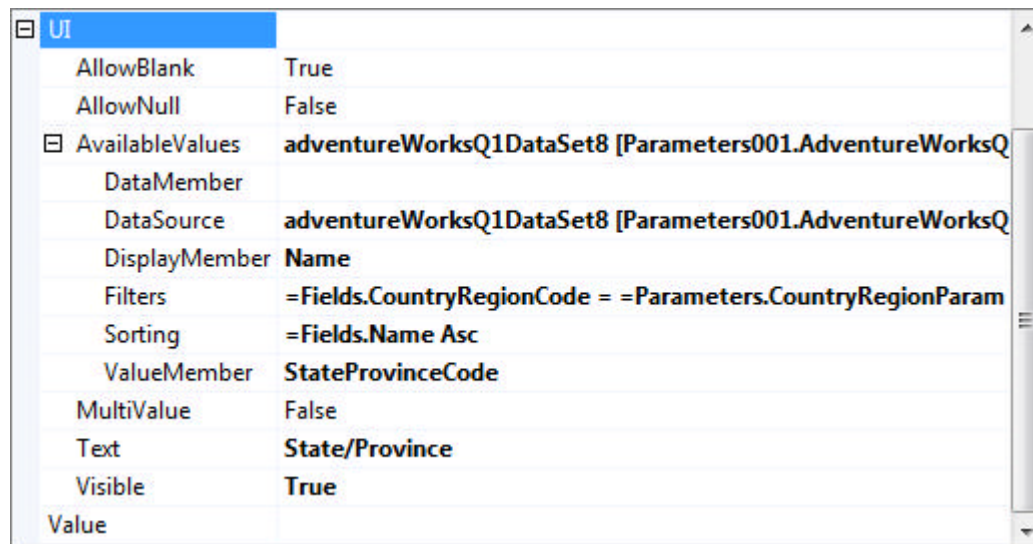 UI
AllowBlank True
AllowNull False
AvailableValues adventureWorksQ1DataSet8 [Parameters001.AdventureWorksQ
DataMember
DataSource adventureWorksQ1DataSet8 [Parameters001.AdventureWorksQ
DisplayMember Name
Filters =Fields.CountryRegionCode = =Parameters.CountryRegionParam
Sorting =Fields.Name Asc
ValueMember StateProvinceCode
MultiValue False
Text State/Province
Visible True
Value